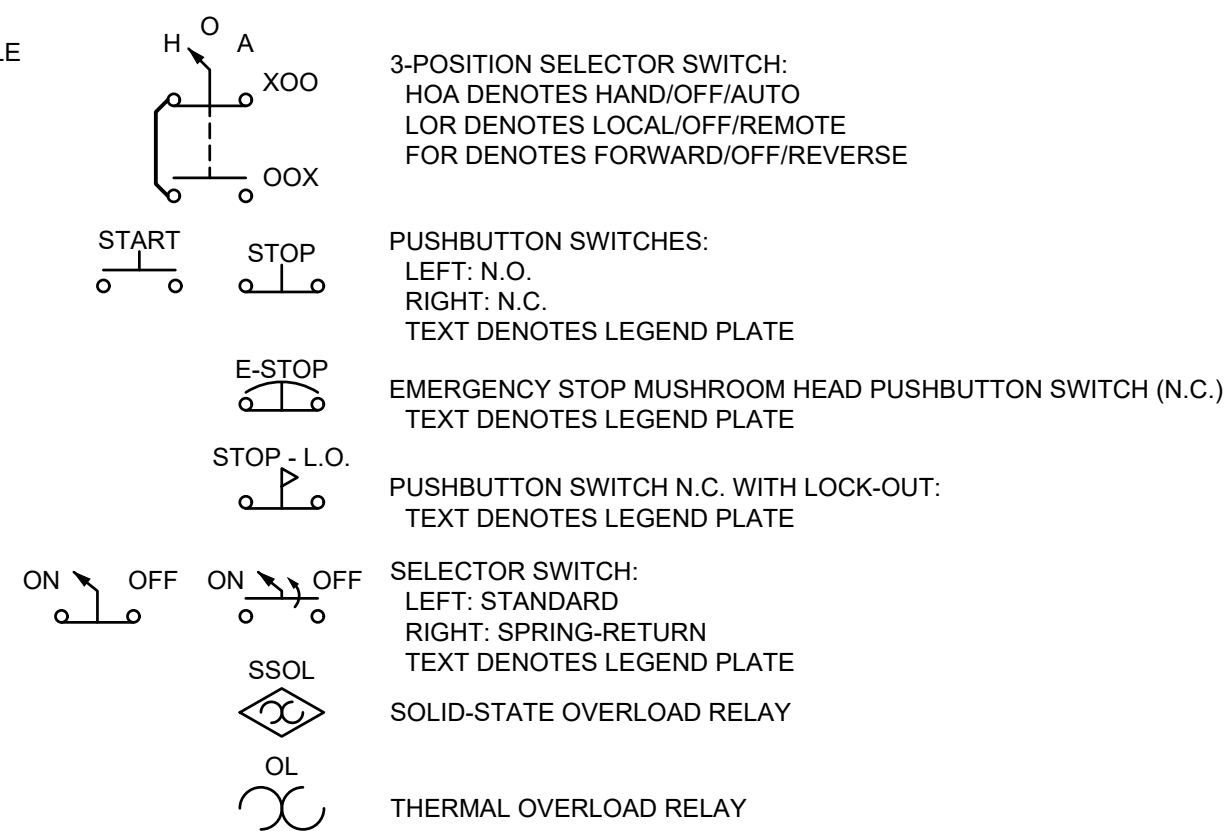 LE
H O A
XOO
OOX
3-POSITION SELECTOR SWITCH:
HOA DENOTES HAND/OFF/AUTO
LOR DENOTES LOCAL/OFF/REMOTE
FOR DENOTES FORWARD/OFF/REVERSE
START STOP
PUSHBUTTON SWITCHES:
LEFT: N.O.
RIGHT: N.C.
TEXT DENOTES LEGEND PLATE
E-STOP
EMERGENCY STOP MUSHROOM HEAD PUSHBUTTON SWITCH (N.C.)
TEXT DENOTES LEGEND PLATE
STOP - L.O.
PUSHBUTTON SWITCH N.C. WITH LOCK-OUT:
TEXT DENOTES LEGEND PLATE
ON OFF ON OFF
SELECTOR SWITCH:
LEFT: STANDARD
RIGHT: SPRING-RETURN
TEXT DENOTES LEGEND PLATE
SSOL
SOLID-STATE OVERLOAD RELAY
OL
THERMAL OVERLOAD RELAY